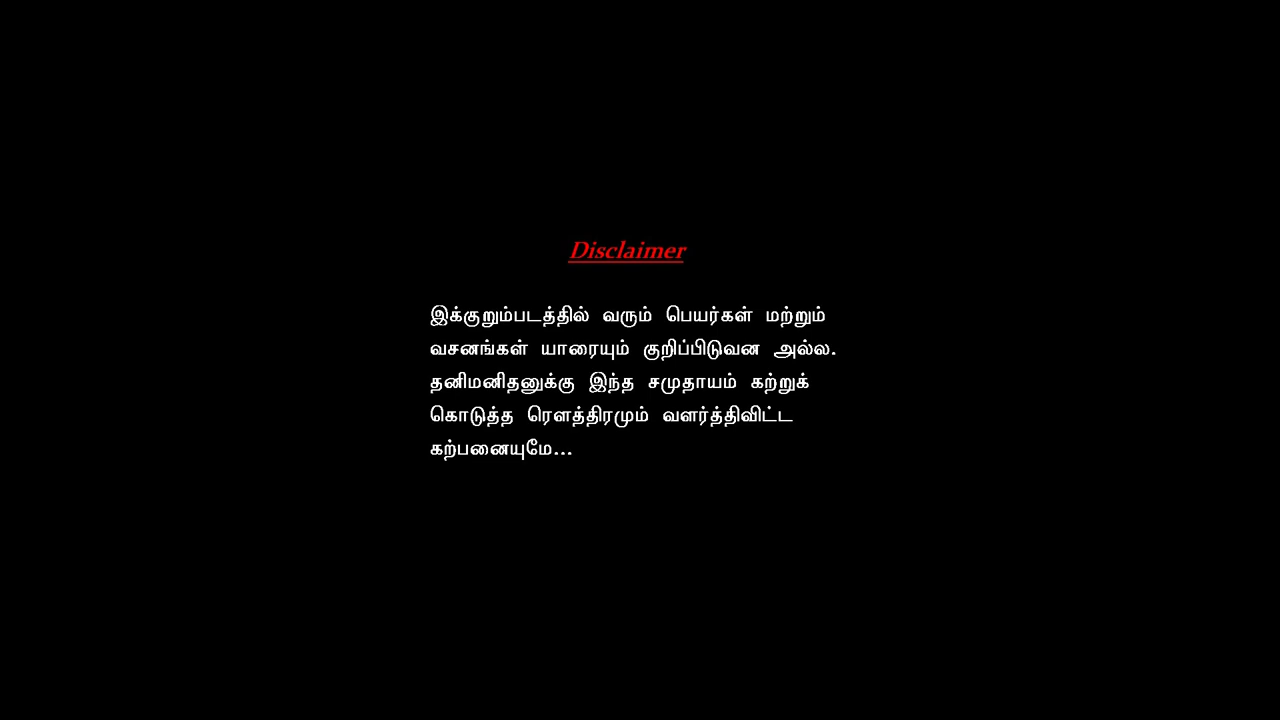 Disclaimer
இக்குறும்படத்தில் வரும் பெயர்கள் மற்றும்
வசனங்கள் யாரையும் குறிப்பிடுவன அல்ல.
தனிமனிதனுக்கு இந்த சமுதாயம் கற்றுக்
கொடுத்த ரௌத்திரமும் வளர்த்திவிட்ட
கற்பனையுமே...